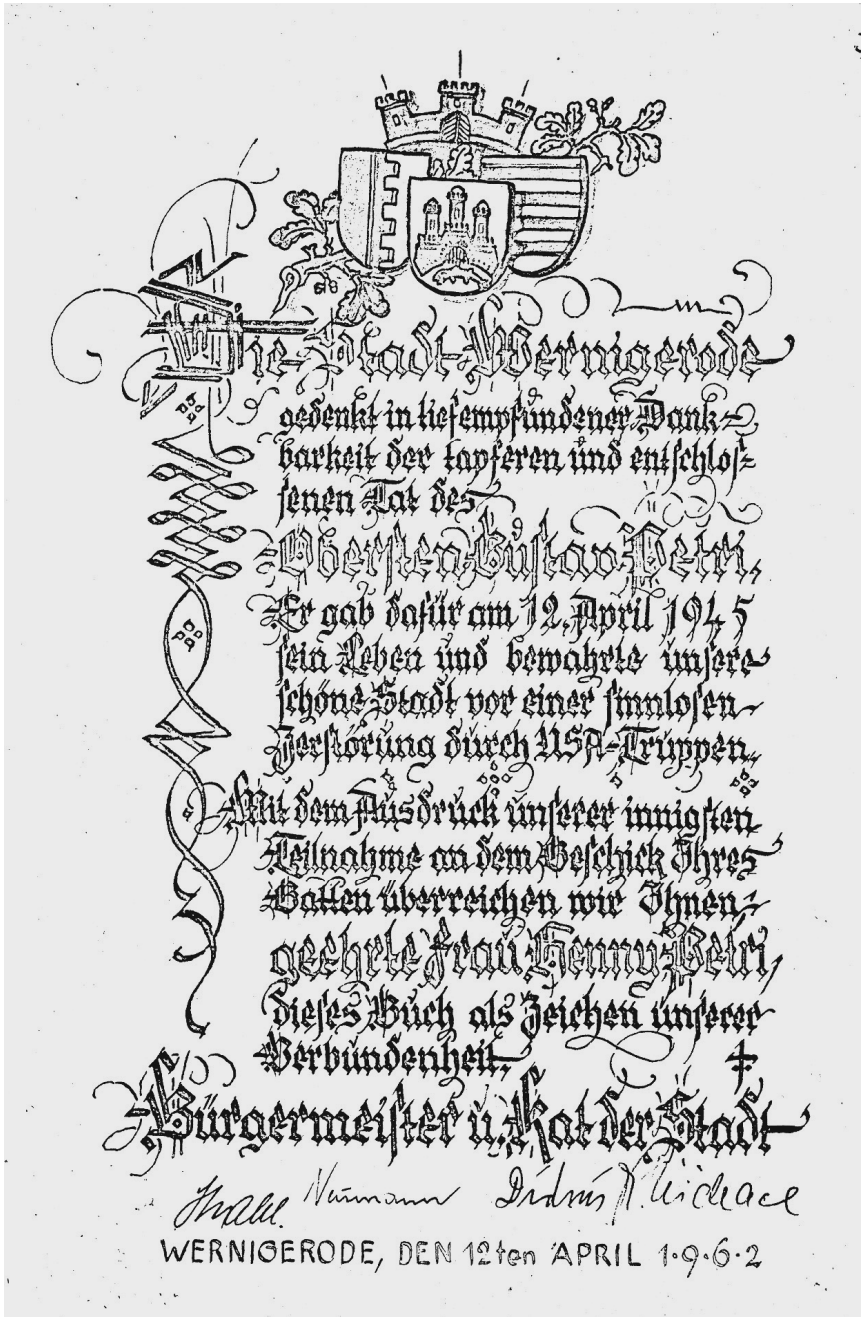 Die Stadt Wernigerode
gedenkt in tiefempfundener Dank-
barkeit der tapferen und entschlos-
senen Tat des
Obersten Gustav Petri.
Er gab dafür am 12. April 1945
sein Leben und bewahrte unsere
schöne Stadt vor einer sinnlosen
Zerstörung durch USA-Truppen.
Mit dem Ausdruck unserer innigsten
Teilnahme an dem Geschick Ihres
Gatten überreichen wir Ihnen,
geehrte Frau Henny Petri,
dieses Buch als Zeichen unserer
Verbundenheit.
Bürgermeister u. Rat der Stadt
Neumann
WERNIGERODE, DEN 12ten APRIL 1·9·6·2